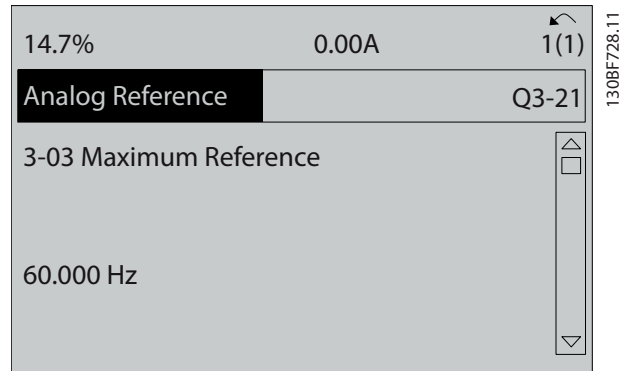 14.7% 0.00A 1(1)
Analog Reference Q3-21
3-03 Maximum Reference
60.000 Hz
130BF728.11